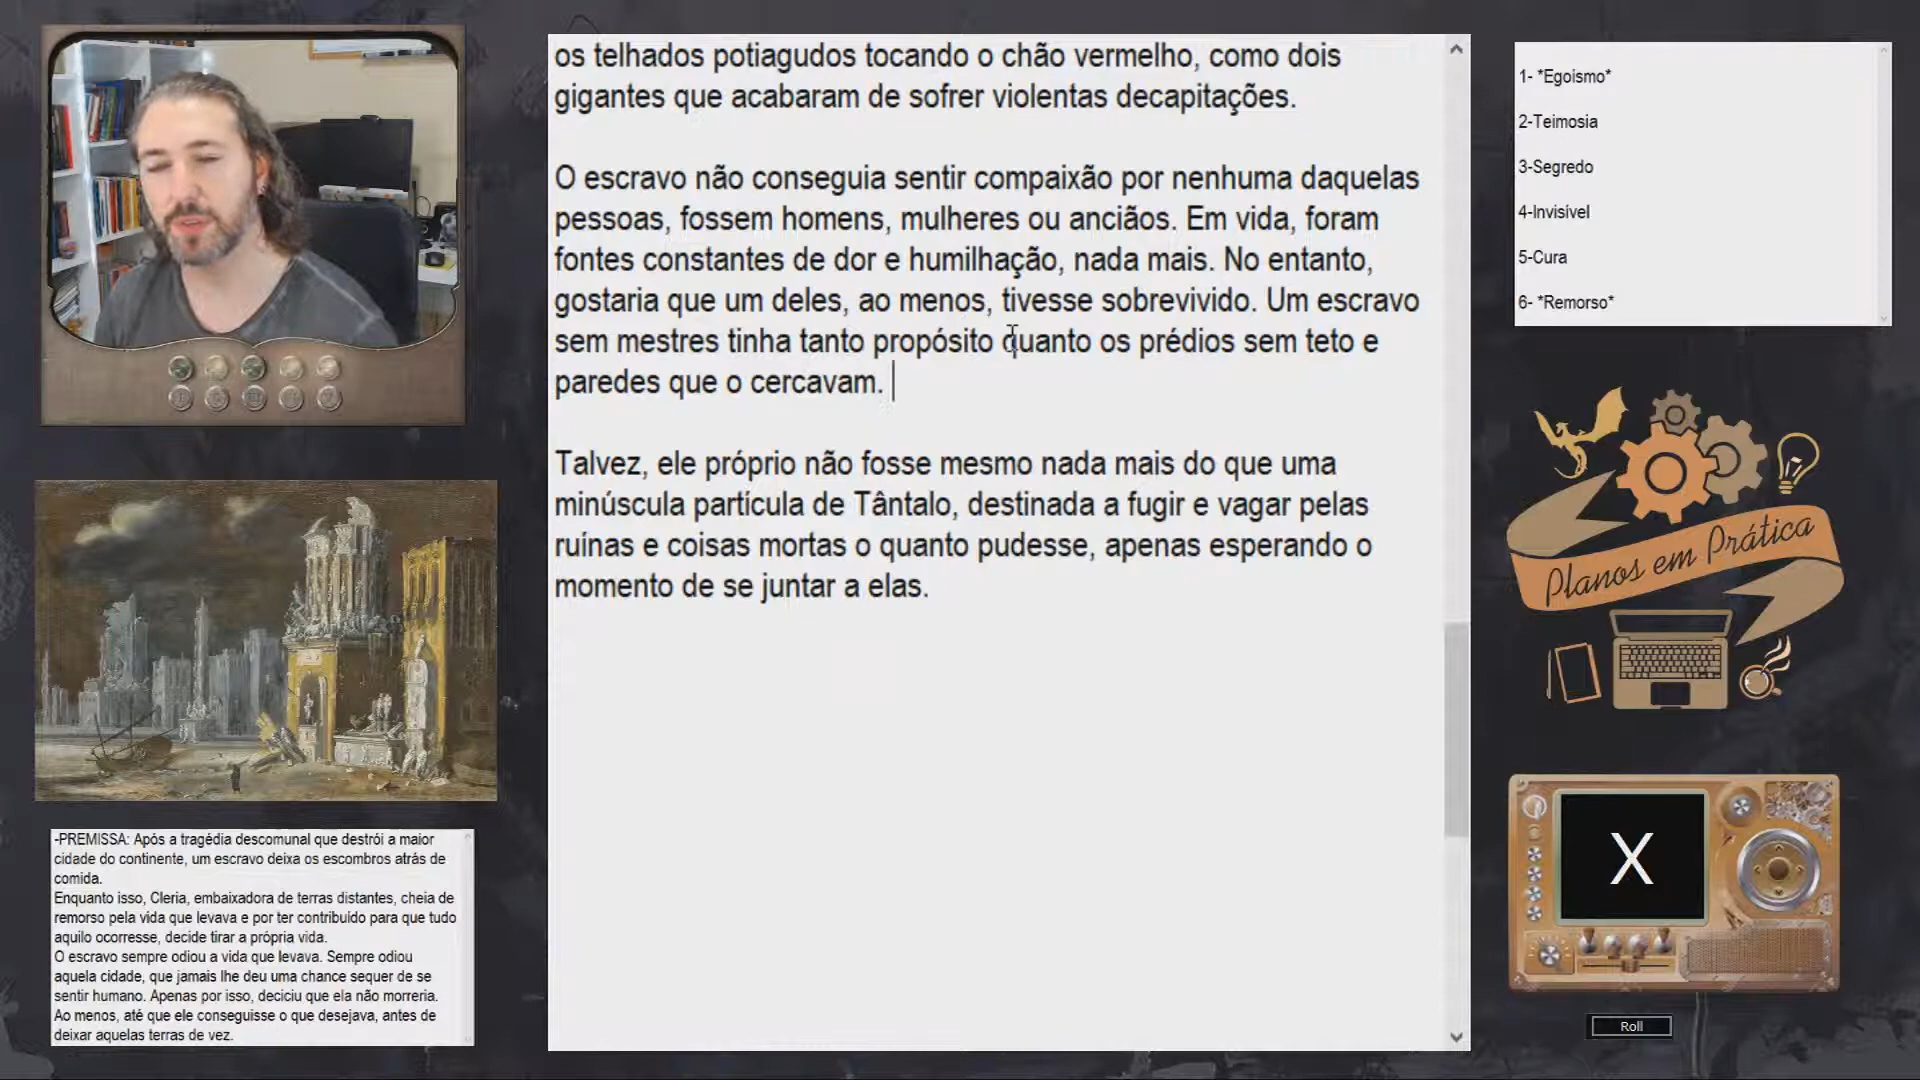 os telhados potiagudos tocando o chão vermelho, como dois
gigantes que acabaram de sofrer violentas decapitações.
O escravo não conseguia sentir compaixão por nenhuma daquelas
pessoas, fossem homens, mulheres ou anciãos. Em vida, foram
fontes constantes de dor e humilhação, nada mais. No entanto,
gostaria que um deles, ao menos, tivesse sobrevivido. Um escravo
sem mestres tinha tanto propósito quanto os prédios sem teto e
paredes que o cercavam.
Talvez, ele próprio não fosse mesmo nada mais do que uma
minúscula partícula de Tântalo, destinada a fugir e vagar pelas
ruínas e coisas mortas o quanto pudesse, apenas esperando o
momento de se juntar a elas.
-PREMISSA: Após a tragédia descomunal que destrói a maior
cidade do continente, um escravo deixa os escombros atrás de
comida.
Enquanto isso, Cleria, embaixadora de terras distantes, cheia de
remorso pela vida que levava e por ter contribuído para que tudo
aquilo ocorresse, decide tirar a própria vida.
O escravo sempre odiou a vida que levava. Sempre odiou
aquela cidade, que jamais lhe deu uma chance sequer de se
sentir humano. Apenas por isso, deciciu que ela não morreria.
Ao menos, até que ele conseguisse o que desejava, antes de
deixar aquelas terras de vez.
1- *Egoismo*
2-Teimosia
3-Segredo
4-Invisível
5-Cura
6- *Remorso*
Planos em Prática
X
Roll